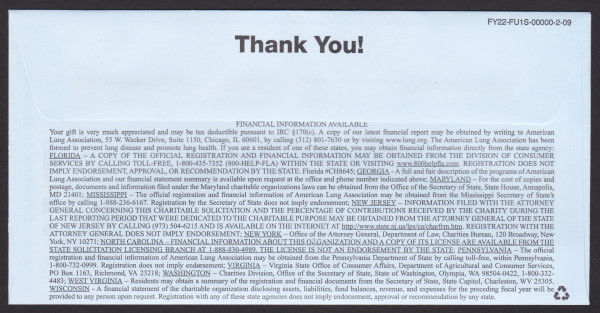 FY22-FU1S-00000-2-09
Thank You!
FINANCIAL INFORMATION AVAILABLE
Your gift is very much appreciated and may be tax deductible pursuant to IRC §170(c). A copy of our latest financial report may be obtained by writing to American
Lung Association, 55 W. Wacker Drive, Suite 1150, Chicago, IL 60601, by calling (312) 801-7630 or by visiting www.lung.org. The American Lung Association has been
formed to prevent lung disease and promote lung health. If you are a resident of one of these states, you may obtain financial information directly from the state agency:
FLORIDA – A COPY OF THE OFFICIAL REGISTRATION AND FINANCIAL INFORMATION MAY BE OBTAINED FROM THE DIVISION OF CONSUMER
SERVICES BY CALLING TOLL-FREE, 1-800-435-7352 (800-HELP-FLA) WITHIN THE STATE OR VISITING www.800helpfla.com. REGISTRATION DOES NOT
IMPLY ENDORSEMENT, APPROVAL, OR RECOMMENDATION BY THE STATE. Florida #CH8645; GEORGIA - A full and fair description of the programs of American
Lung Association and our financial statement summary is available upon request at the office and phone number indicated above; MARYLAND – For the cost of copies and
postage, documents and information filed under the Maryland charitable organizations laws can be obtained from the Office of the Secretary of State, State House, Annapolis,
MD 21401; MISSISSIPPI – The official registration and financial information of American Lung Association may be obtained from the Mississippi Secretary of State's
office by calling 1-888-236-6167. Registration by the Secretary of State does not imply endorsement; NEW JERSEY – INFORMATION FILED WITH THE ATTORNEY
GENERAL CONCERNING THIS CHARITABLE SOLICITATION AND THE PERCENTAGE OF CONTRIBUTIONS RECEIVED BY THE CHARITY DURING THE
LAST REPORTING PERIOD THAT WERE DEDICATED TO THE CHARITABLE PURPOSE MAY BE OBTAINED FROM THE ATTORNEY GENERAL OF THE STATE
OF NEW JERSEY BY CALLING (973) 504-6215 AND IS AVAILABLE ON THE INTERNET AT http://www.state.nj.us/lps/ca/charfrm.htm. REGISTRATION WITH THE
ATTORNEY GENERAL DOES NOT IMPLY ENDORSEMENT; NEW YORK – Office of the Attorney General, Department of Law, Charities Bureau, 120 Broadway, New
York, NY 10271; NORTH CAROLINA – FINANCIAL INFORMATION ABOUT THIS ORGANIZATION AND A COPY OF ITS LICENSE ARE AVAILABLE FROM THE
STATE SOLICITATION LICENSING BRANCH AT 1-888-830-4989. THE LICENSE IS NOT AN ENDORSEMENT BY THE STATE; PENNSYLVANIA – The official
registration and financial information of American Lung Association may be obtained from the Pennsylvania Department of State by calling toll-free, within Pennsylvania,
1-800-732-0999. Registration does not imply endorsement; VIRGINIA – Virginia State Office of Consumer Affairs, Department of Agricultural and Consumer Services,
PO Box 1163, Richmond, VA 23218; WASHINGTON – Charities Division, Office of the Secretary of State, State of Washington, Olympia, WA 98504-0422, 1-800-332-
4483; WEST VIRGINIA – Residents may obtain a summary of the registration and financial documents from the Secretary of State, State Capitol, Charleston, WV 25305.
WISCONSIN - A financial statement of the charitable organization disclosing assets, liabilities, fund balances, revenue, and expenses for the preceding fiscal year will be
provided to any person upon request. Registration with any of these state agencies does not imply endorsement, approval or recommendation by any state.